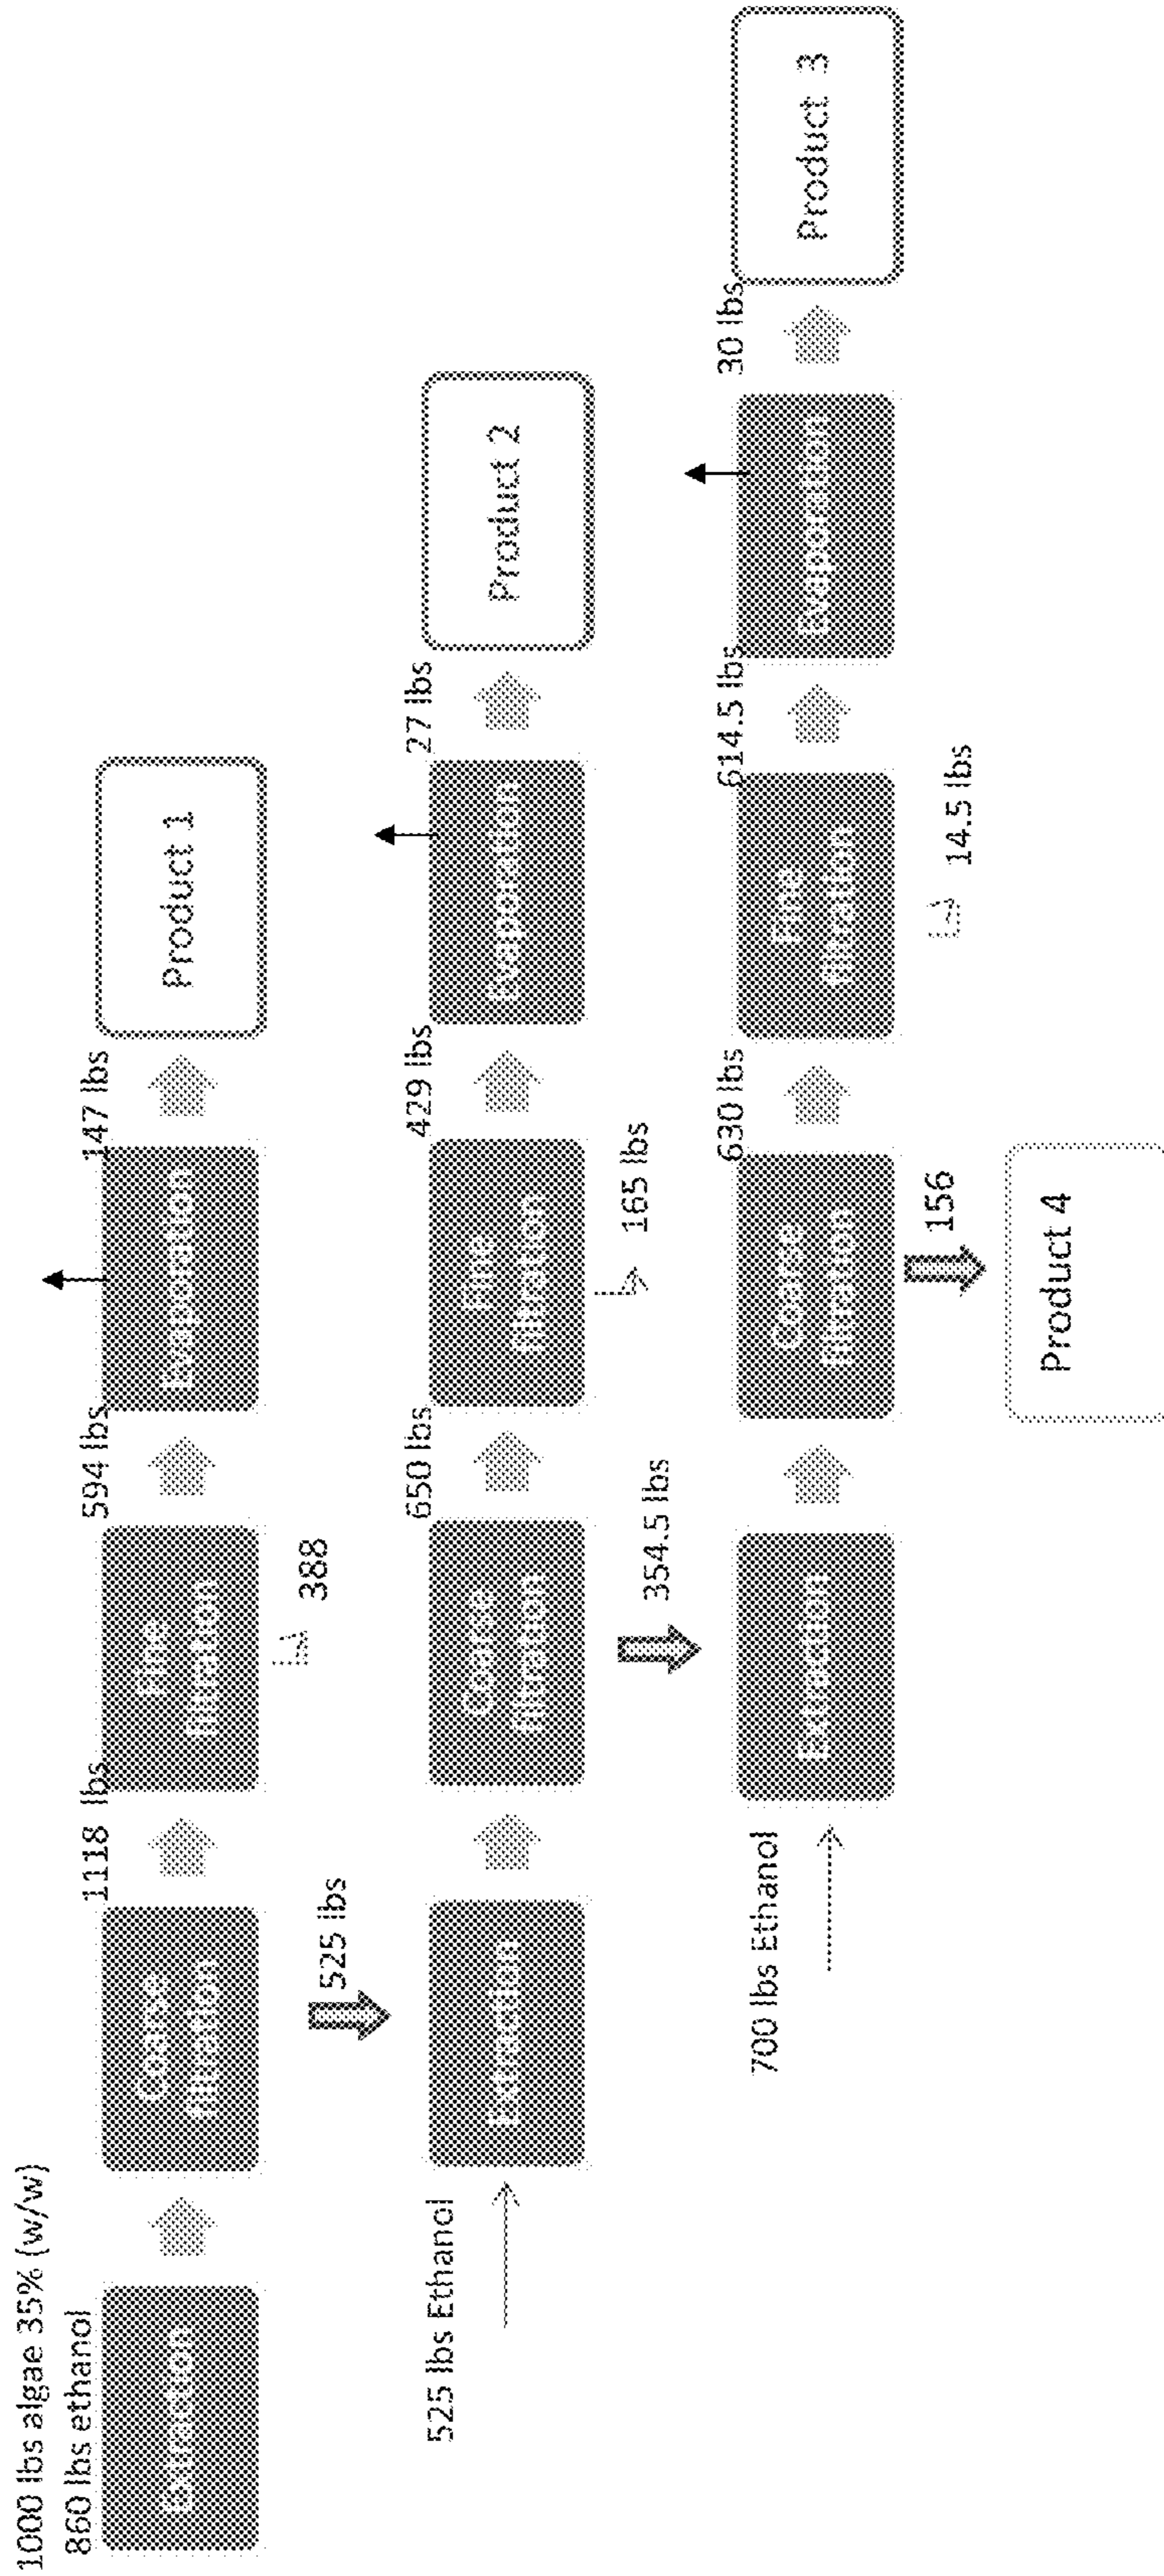 1000 lbs algae 35% (w/w)
860 lbs ethanol
Extraction
Coarse
filtration
1118 lbs
Fine
filtration
594 lbs
Evaporation
147 lbs
Product 1
525 lbs
388
525 lbs Ethanol
Extraction
Coarse
filtration
650 lbs
Fine
filtration
429 lbs
Evaporation
27 lbs
Product 2
354.5 lbs
165 lbs
700 lbs Ethanol
Extraction
Coarse
filtration
630 lbs
Fine
filtration
614.5 lbs
Evaporation
30 lbs
Product 3
156
14.5 lbs
Product 4